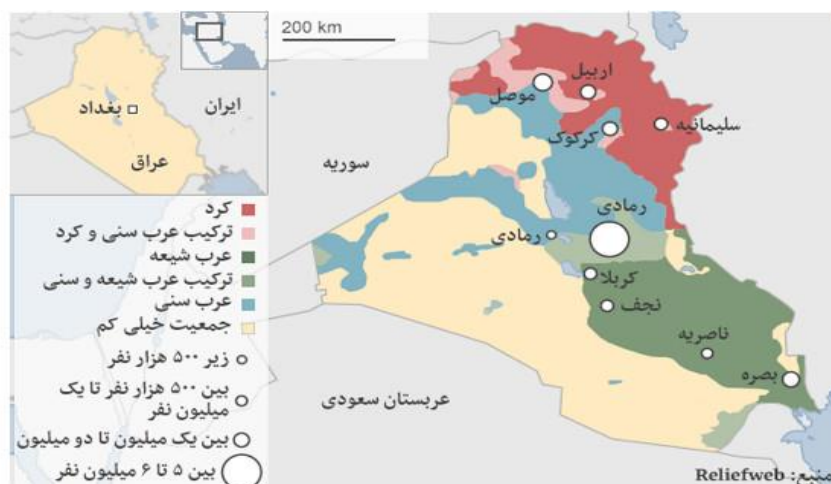 200 km
ایران
بغداد
عراق
سوریه
موصل
اربیل
کرکوک
سلیمانیه
رمادی
رمادی
کربلا
نجف
ناصریه
بصره
عربستان سعودی
کرد
ترکیب عرب سنی و کرد
عرب شیعه
ترکیب عرب شیعه و سنی
عرب سنی
جمعیت خیلی کم
زیر ۵۰۰ هزار نفر
بین ۵۰۰ هزار نفر تا یک
میلیون نفر
بین یک میلیون تا دو میلیون
بین ۵ تا ۶ میلیون نفر
منبع: Reliefweb